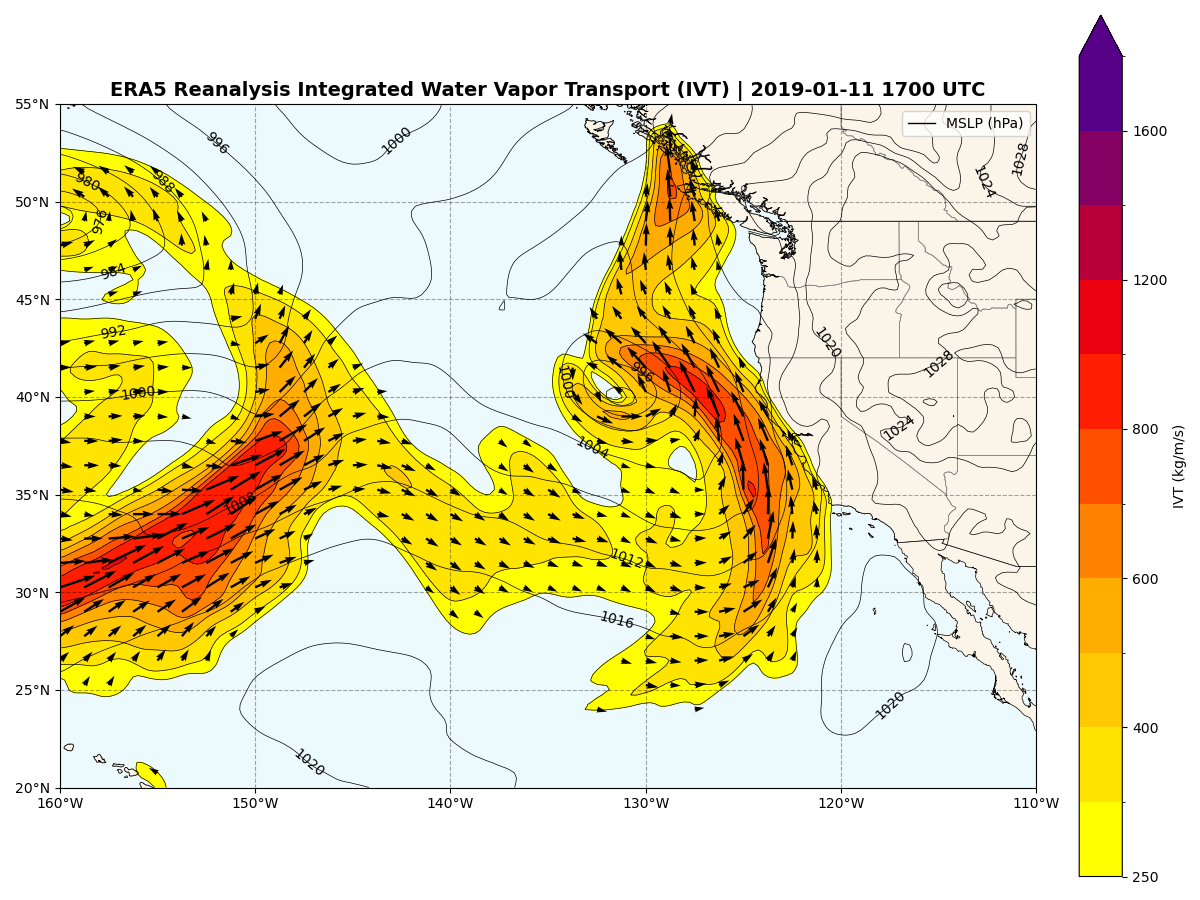 ERA5 Reanalysis Integrated Water Vapor Transport (IVT) | 2019-01-11 1700 UTC
MSLP (hPa)
55°N
50°N
45°N
40°N
35°N
30°N
25°N
20°N
160°W
150°W
140°W
130°W
120°W
110°W
996
1000
988
980
976
984
992
1000
1008
1000
996
1004
1012
1016
1020
1020
1020
1028
1024
1024
1028
1600
1200
800
600
400
250
IVT (kg/m/s)